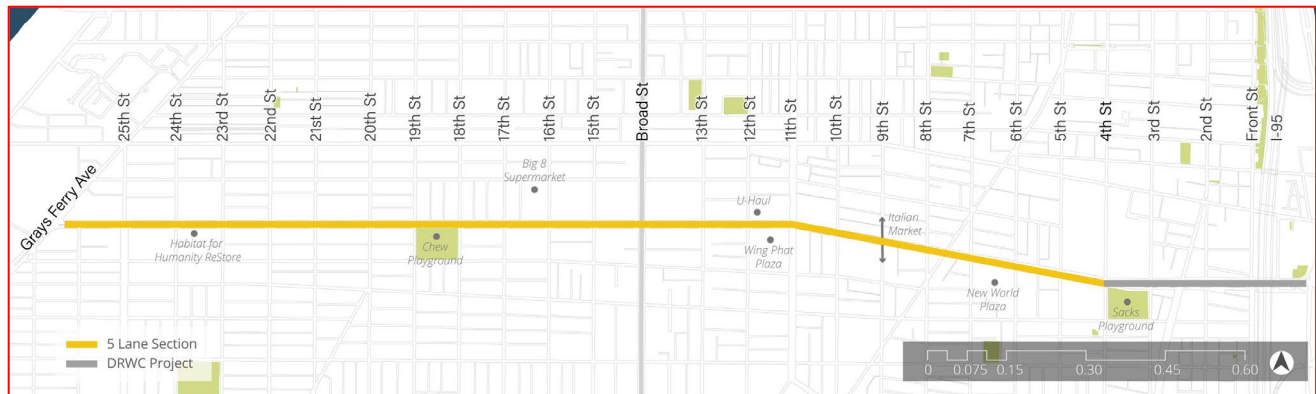 25th St
24th St
23rd St
22nd St
21st St
20th St
19th St
18th St
17th St
16th St
15th St
Broad St
13th St
12th St
11th St
10th St
9th St
8th St
7th St
6th St
5th St
4th St
3rd St
2nd St
Front St
I-95
Grays Ferry Ave
Big 8
Supermarket
U-Haul
Italian
Market
Habitat for
Humanity ReStore
Chew
Playground
Wing Phat
Plaza
New World
Plaza
Sacks
Playground
5 Lane Section
DRWC Project
0 0.075 0.15 0.30 0.45 0.60